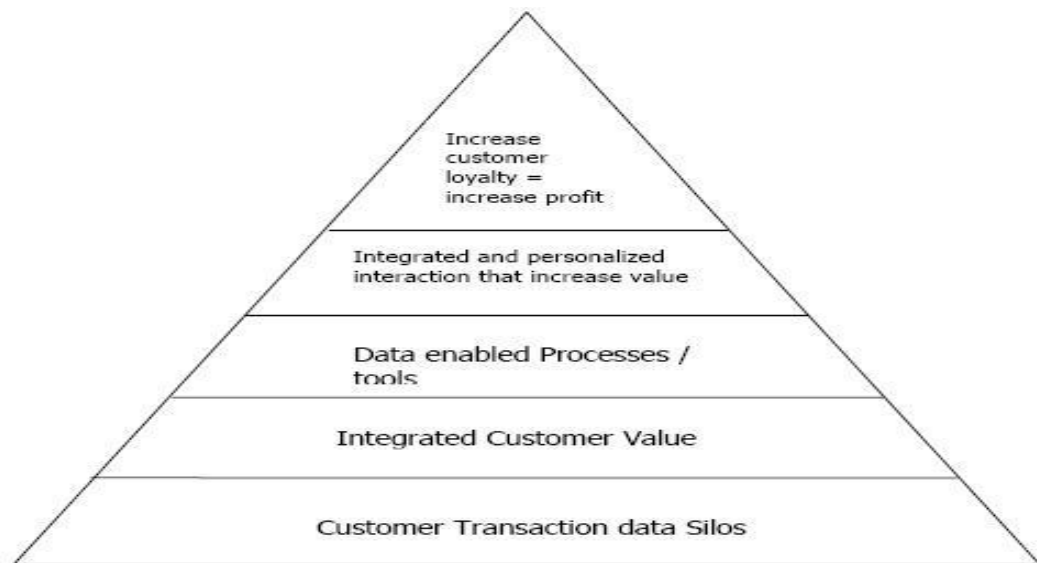 Increase
customer
loyalty =
increase profit
Integrated and personalized
interaction that increase value
Data enabled Processes /
tools
Integrated Customer Value
Customer Transaction data Silos